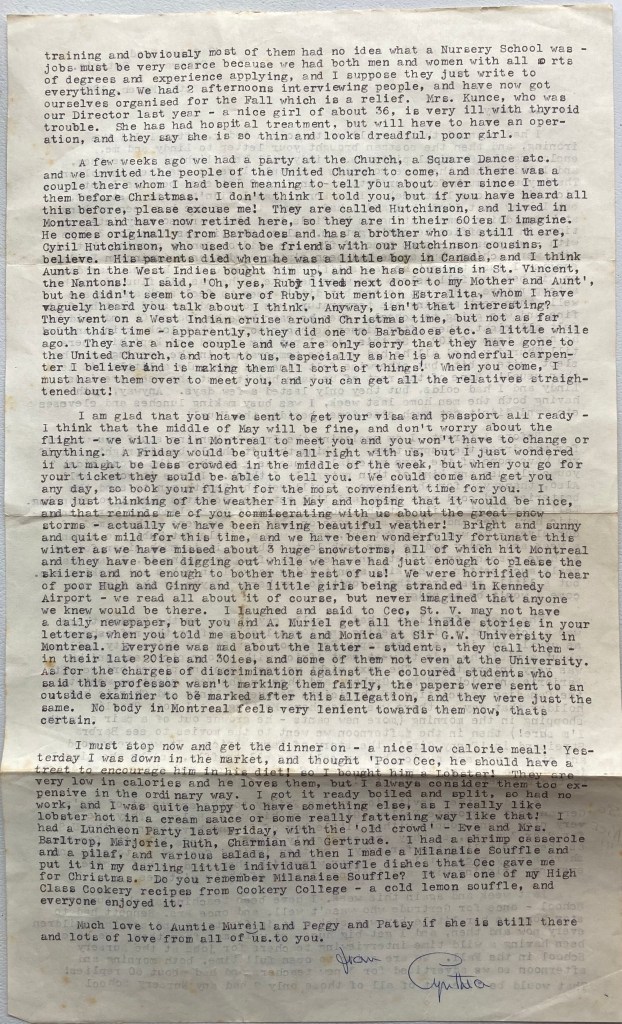 training and obviously most of them had no idea what a Nursery School was -
jobs must be very scarce because we had both men and women with all sorts
of degrees and experience applying, and I suppose they just write to
everything.  We had 2 afternoons interviewing people, and have now got
ourselves organised for the Fall which is a relief.  Mrs. Kunce, who was
our Director last year - a nice girl of about 36, is very ill with thyroid
trouble.  She has had hospital treatment, but will have to have an oper-
ation, and they say she is so thin and looks dreadful, poor girl.
A few weeks ago we had a party at the Church, a Square Dance etc.
and we invited the people of the United Church to come, and there was a
couple there whom I had been meaning to tell you about ever since I met
them before Christmas.  I don't think I told you, but if you have heard all
this before, please excuse me!  They are called Hutchinson, and lived in
Montreal and have now retired here, so they are in their 60ies I imagine.
He comes originally from Barbadoes and has a brother who is still there,
Cyril Hutchinson, who used to be friends with our Hutchinson cousins, I
believe.  His parents died when he was a little boy in Canada, and I think
Aunts in the West Indies bought him up, and he has cousins in St. Vincent,
the Nantons!  I said, 'Oh, yes, Ruby lived next door to my Mother and Aunt',
but he didn't seem to be sure of Ruby, but mention Estralita, whom I have
vaguely heard you talk about I think.  Anyway, isn't that interesting?
They went on a West Indian cruise around Christmas time, but not as far
south this time - apparently, they did one to Barbadoes etc. a little while
ago.  They are a nice couple and we are only sorry that they have gone to
the United Church, and not to us, especially as he is a wonderful carpen-
ter I believe and is making them all sorts or things!  When you come, I
must have them over to meet you, and you can get all the relatives straigh-
tened out!
I am glad that you have sent to get your visa and passport all ready -
I think that the middle of May will be fine, and don't worry about the
flight - we will be in Montreal to meet you and you won't have to change or
anything.  A Friday would be quite all right with us, but I just wondered
if it might be less crowded in the middle of the week, but when you go for
your ticket they sould be able to tell you.  We could come and get you
any day, so book your flight for the most convenient time for you.  I
was just thinking of the weather in May and hoping that it would be nice,
and that reminds me of you commiserating with us about the great snow
storms - actually we have been having beautiful weather!  Bright and sunny
and quite mild for this time, and we have been wonderfully fortunate this
winter as we have missed about 3 huge snowstorms, all of which hit Montreal
and they have been digging out while we have had just enough to please the
skiiers and not enough to bother the rest of us!  We were horrified to hear
of poor Hugh and Ginny and the little girls being stranded in Kennedy
Airport - we read all about it of course, but never imagined that anyone
we knew would be there.  I laughed and said to Cec, St. V. may not have
a daily newspaper, but you and A. Muriel get all the inside stories in your
letters, when you told me about that and Monica at Sir G.W. University in
Montreal.  Everyone was mad about the latter - students, they call them -
in their late 20ies and 30ies, and some of them not even at the University.
As for the charges of discrimination against the coloured students who
said this professor wasn't marking them fairly, the papers were sent to an
outside examiner to be marked after this allegation, and they were just the
same.  No body in Montreal feels very lenient towards them now, thats
certain.
I must stop now and get the dinner on - a nice low calorie meal!  Yes-
terday I was down in the market, and thought 'Poor Cec, he should have a
treat to encourage him in his diet! so I bought him a Lobster!  They are
very low in calories and he loves them, but I always consider them too ex-
pensive in the ordinary way.  I got it ready boiled and split, so had no
work, and I was quite happy to have something else, as I really like
lobster hot in a cream sauce or some really fattening way like that!  I
had a Luncheon Party last Friday, with the 'old crowd' - Eve and Mrs.
Barltrop, Marjorie, Ruth, Charmian and Gertrude.  I had a shrimp casserole
and a pilaf, and various salads, and then I made a Milnaise Souffle and
put it in my darling little individual souffle dishes that Cec gave me
for Christmas.  Do you remember Milanaise Souffle?  It was one of my High
Class Cookery recipes from Cookery College - a cold lemon souffle, and
everyone enjoyed it.
Much love to Auntie Mureil and Peggy and Patsy if she is still there
and lots of love from all of us.to you.
from
Cynthia